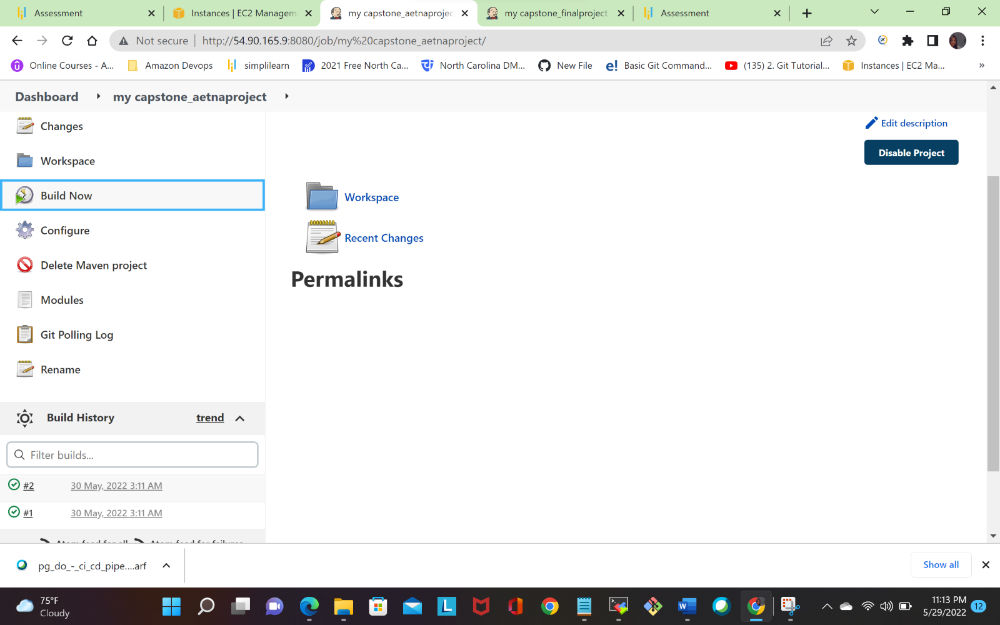 Assessment
Instances | EC2 Managem
my capstone_aetnaprojec
my capstone_finalproject
Assessment
Not secure
http://54.90.165.9:8080/job/my%20capstone_aetnaproject/
Online Courses - A...
Amazon Devops
simplilearn
2021 Free North Ca...
North Carolina DM...
New File
e!
Basic Git Command...
(135) 2. Git Tutorial...
Instances | EC2 Ma...
»
Dashboard
my capstone_aetnaproject
Changes
Workspace
Build Now
Configure
Delete Maven project
Modules
Git Polling Log
Rename
Edit description
Disable Project
Workspace
Recent Changes
Permalinks
Build History
trend
Filter builds...
#2
30 May, 2022 3:11 AM
#1
30 May, 2022 3:11 AM
Atom feed for all
Atom feed for failures
pg_do_-_ci_cd_pipe....arf
Show all
75°F
Cloudy
L
W
11:13 PM
5/29/2022
12